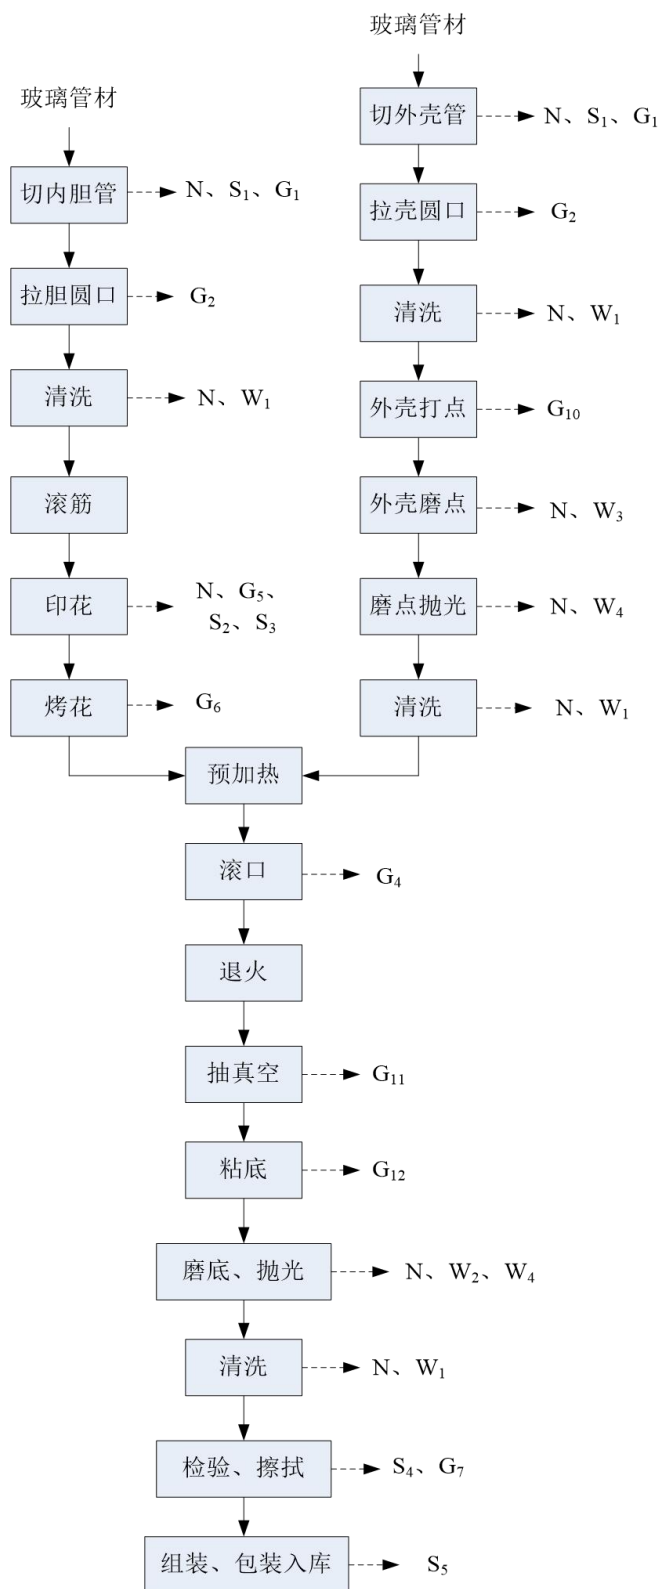 玻璃管材
切内胆管
N、S₁、G₁
拉胆圆口
G₂
清洗
N、W₁
滚筋
印花
N、G₅、
S₂、S₃
烤花
G₆
玻璃管材
切外壳管
N、S₁、G₁
拉壳圆口
G₂
清洗
N、W₁
外壳打点
G₁₀
外壳磨点
N、W₃
磨点抛光
N、W₄
清洗
N、W₁
预加热
滚口
G₄
退火
抽真空
G₁₁
粘底
G₁₂
磨底、抛光
N、W₂、W₄
清洗
N、W₁
检验、擦拭
S₄、G₇
组装、包装入库
S₅